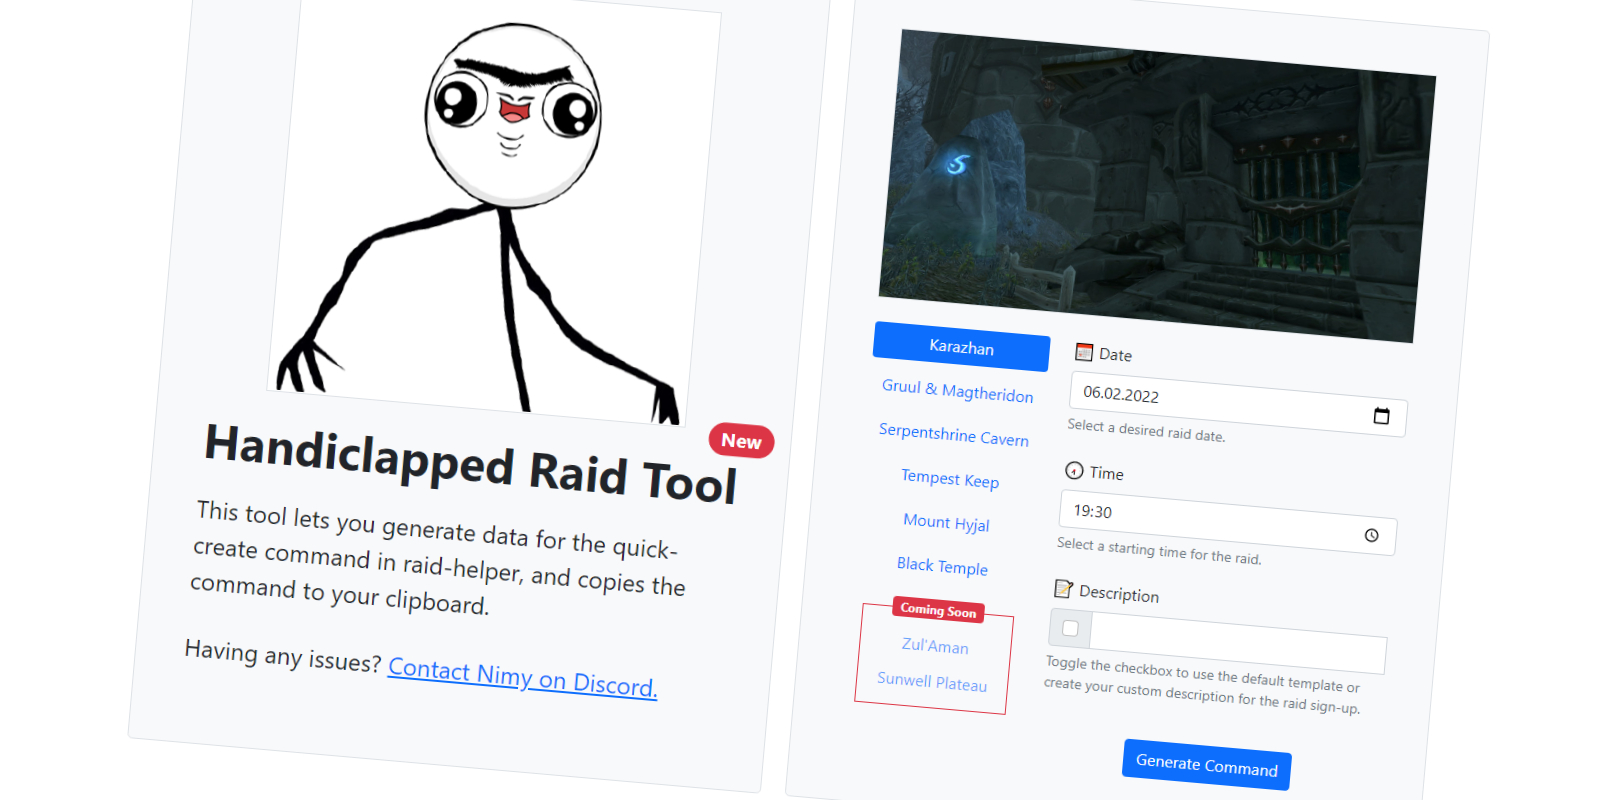 Handiclapped Raid Tool
New
This tool lets you generate data for the quick-
create command in raid-helper, and copies the
command to your clipboard.
Having any issues? Contact Nimy on Discord.
Karazhan
Gruul & Magtheridon
Serpentshrine Cavern
Tempest Keep
Mount Hyjal
Black Temple
Coming Soon
Zul'Aman
Sunwell Plateau
Date
06.02.2022
Select a desired raid date.
Time
19:30
Select a starting time for the raid.
Description
Toggle the checkbox to use the default template or
create your custom description for the raid sign-up.
Generate Command